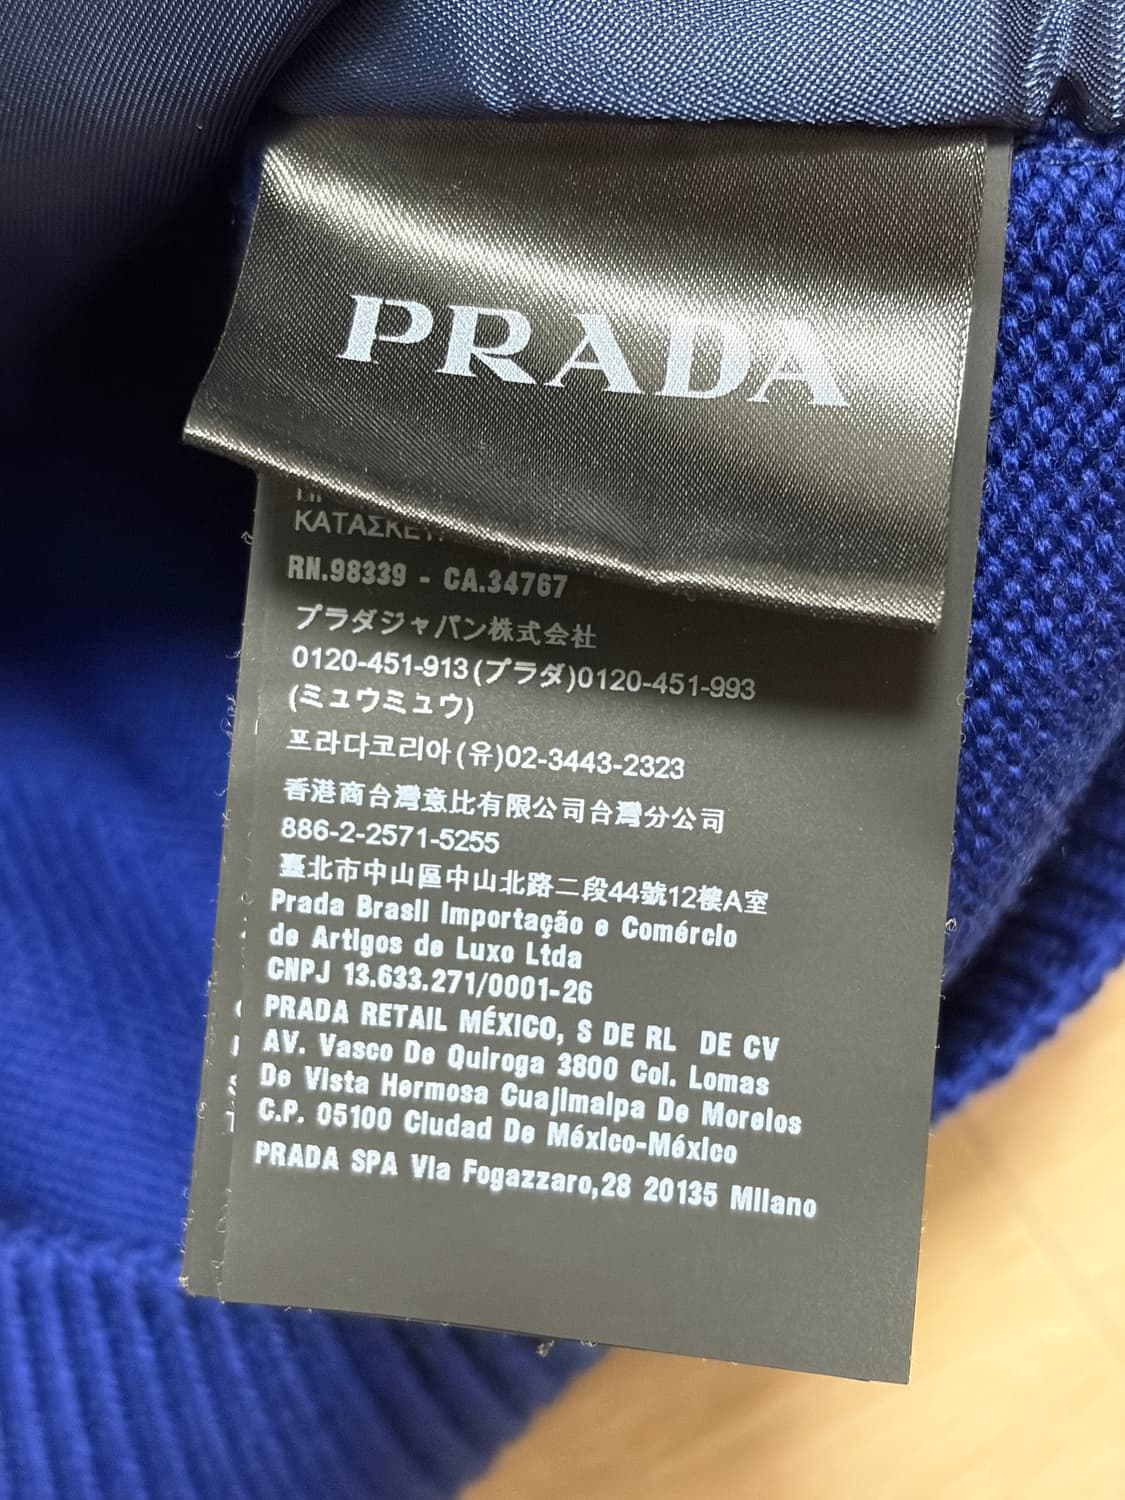 PRADA
ΚΑΤΑΣΚΕΥ
RN.98339 - CA.34767
プラダジャパン株式会社
0120-451-913(プラダ)0120-451-993
(ミュウミュウ)
프라다코리아(유)02-3443-2323
香港商台灣意比有限公司台灣分公司
886-2-2571-5255
臺北市中山區中山北路二段44號12樓A室
Prada Brasil Importação e Comércio
de Artigos de Luxo Ltda
CNPJ 13.633.271/0001-26
PRADA RETAIL MÉXICO, S DE RL DE CV
AV. Vasco De Quiroga 3800 Col. Lomas
De Vista Hermosa Cuajimalpa De Morelos
C.P. 05100 Ciudad De México-México
PRADA SPA Via Fogazzaro,28 20135 Milano